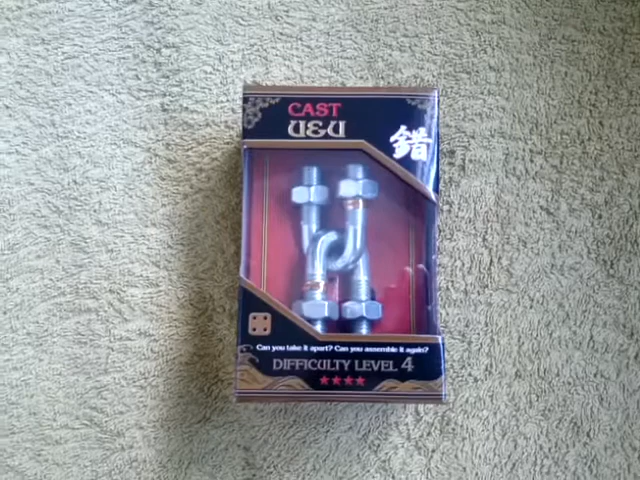 CAST
U&U
錯
Can you take it apart? Can you assemble it again?
DIFFICULTY LEVEL 4